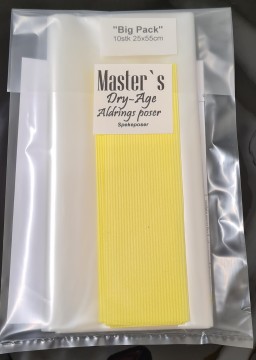 "Big Pack"
10stk 25x55cm
Master`s
Dry-Age
Aldrings poser
Spekeposer